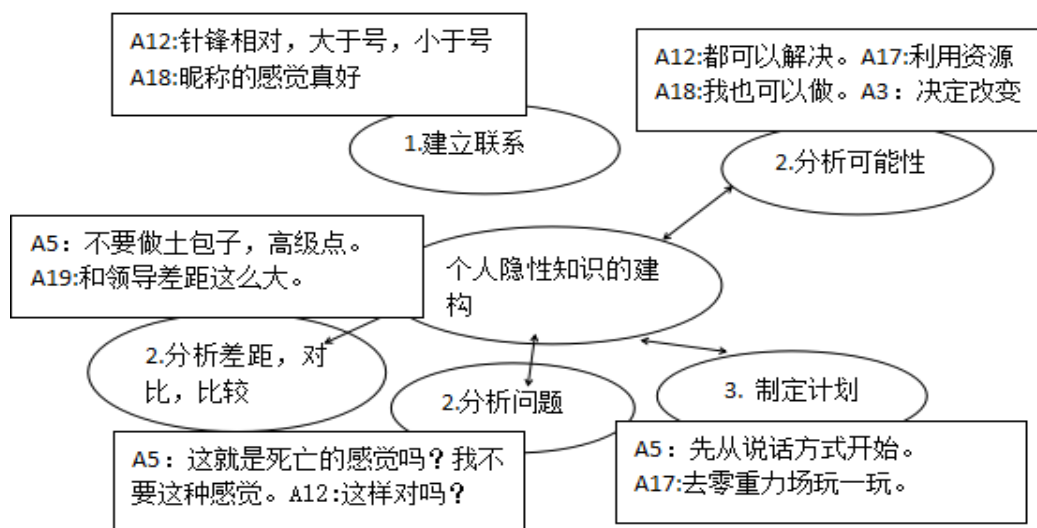 A12:针锋相对，大于号，小于号
A18:昵称的感觉真好
1.建立联系
A12:都可以解决。A17:利用资源
A18:我也可以做。A3：决定改变
2.分析可能性
A5：不要做土包子，高级点。
A19:和领导差距这么大。
个人隐性知识的建
构
2.分析差距，对
比，比较
2.分析问题
3. 制定计划
A5：这就是死亡的感觉吗？我不
要这种感觉。A12:这样对吗？
A5：先从说话方式开始。
A17:去零重力场玩一玩。